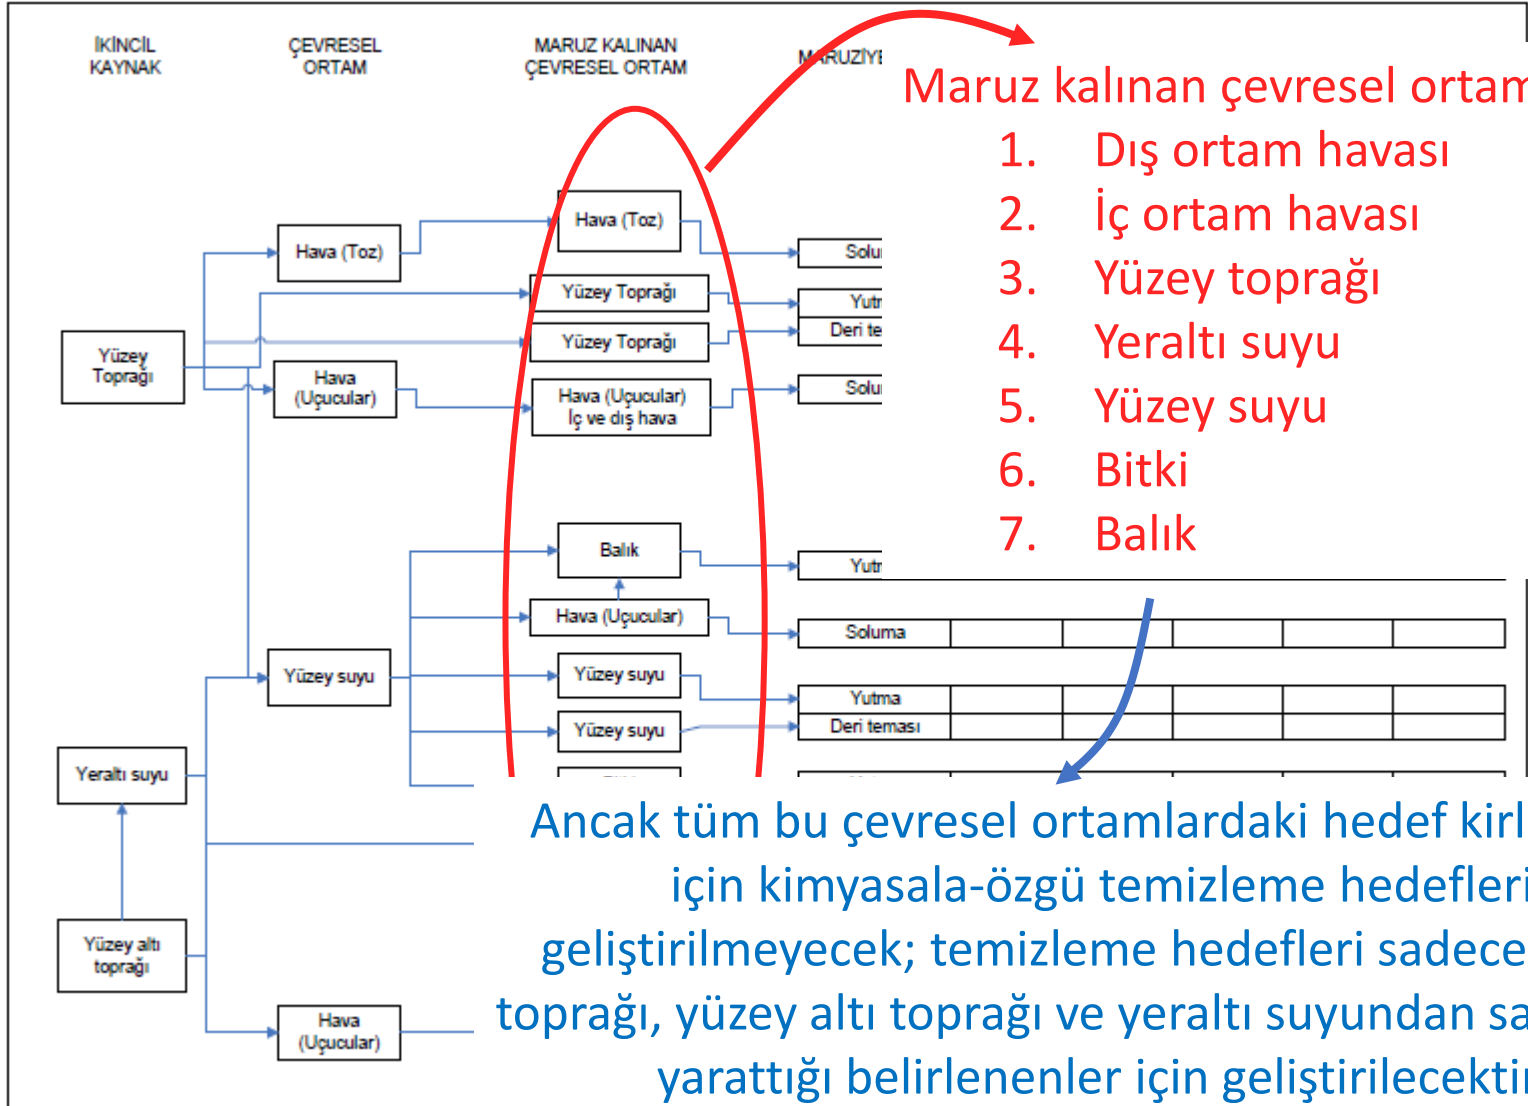 İKİNCİL
KAYNAK
ÇEVRESEL
ORTAM
MARUZ KALINAN
ÇEVRESEL ORTAM
Maruz kalınan çevresel
1. Dış ortam havası
2. İç ortam havası
3. Yüzey toprağı
4. Yeraltı suyu
5. Yüzey suyu
6. Bitki
7. Balık
Hava (Toz)
Hava (Toz)
Yüzey Toprağı
Yüzey Toprağı
Deri
Yüzey
Toprağı
Hava
(Uçucular)
Hava (Uçucular)
İç ve dış hava
Balık
Hava (Uçucular)
Soluma
Yüzey suyu
Yüzey suyu
Yutma
Yüzey suyu
Deri teması
Yeraltı suyu
Yüzey altı
toprağı
Hava
(Uçucular)
Ancak tüm bu çevresel ortamlardaki hedef
için kimyasala-özgü temizleme hedefleri
geliştirilmeyecek; temizleme hedefleri sadece
toprağı, yüzey altı toprağı ve yeraltı suyundan
yarattığı belirlenenler için